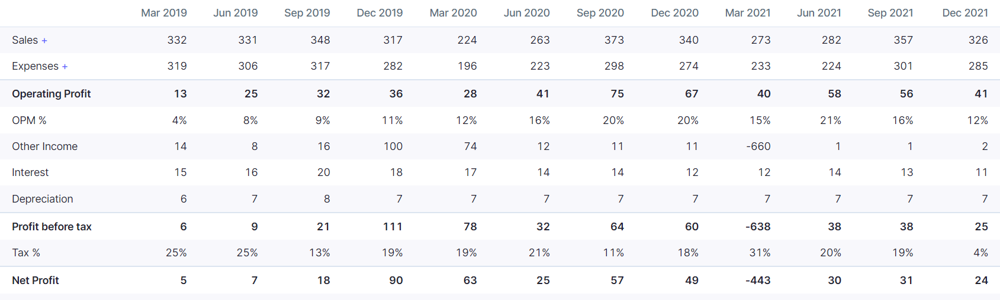 Mar 2019 Jun 2019 Sep 2019 Dec 2019 Mar 2020 Jun 2020 Sep 2020 Dec 2020 Mar 2021 Jun 2021 Sep 2021 Dec 2021
Sales + 332 331 348 317 224 263 373 340 273 282 357 326
Expenses + 319 306 317 282 196 223 298 274 233 224 301 285
Operating Profit 13 25 32 36 28 41 75 67 40 58 56 41
OPM % 4% 8% 9% 11% 12% 16% 20% 20% 15% 21% 16% 12%
Other Income 14 8 16 100 74 12 11 11 -660 1 1 2
Interest 15 16 20 18 17 14 14 12 12 14 13 11
Depreciation 6 7 8 7 7 7 7 7 7 7 7 7
Profit before tax 6 9 21 111 78 32 64 60 -638 38 38 25
Tax % 25% 25% 13% 19% 19% 21% 11% 18% 31% 20% 19% 4%
Net Profit 5 7 18 90 63 25 57 49 -443 30 31 24